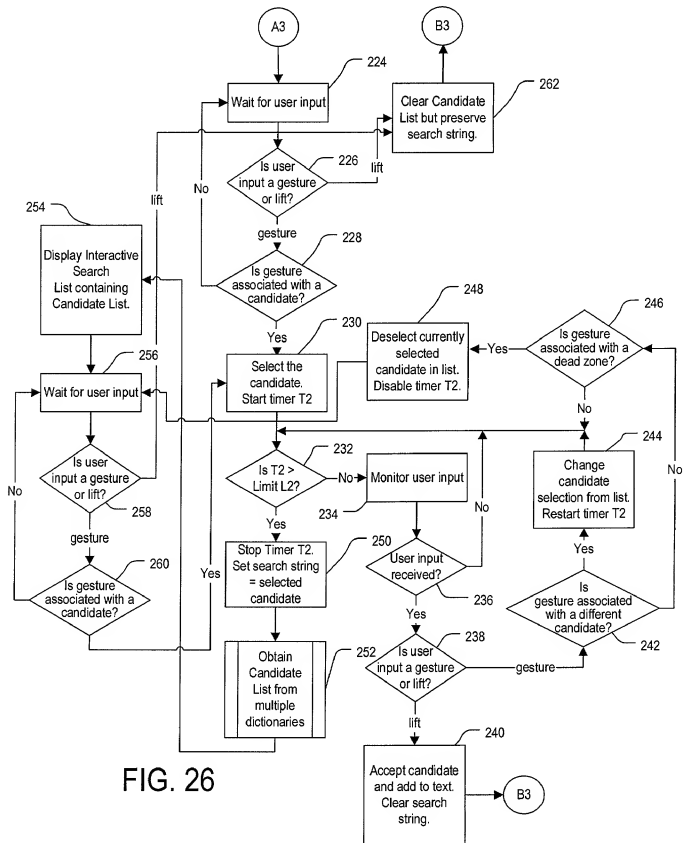 A3
B3
224
Wait for user input
262
Clear Candidate
List but preserve
search string.
226
Is user
input a gesture
or lift?
lift
lift
No
gesture
254
Display Interactive
Search
List containing
Candidate List.
228
Is gesture
associated with a
candidate?
Yes
248
Deselect currently
selected
candidate in list.
Disable timer T2.
246
Is gesture
associated with a
dead zone?
Yes
No
230
Select the
candidate.
Start timer T2
256
Wait for user input
232
Is T2 >
Limit L2?
No
234
Monitor user input
244
Change
candidate
selection from list.
Restart timer T2
No
No
Is user
input a gesture
or lift?
258
No
gesture
Yes
250
Stop Timer T2.
Set search string
= selected
candidate
User input
received?
236
Yes
Is
gesture associated
with a different
candidate?
242
260
Is gesture
associated with a
candidate?
Yes
Yes
238
Is user
input a gesture
or lift?
gesture
252
Obtain
Candidate
List from
multiple
dictionaries
lift
240
Accept candidate
and add to text.
Clear search
string.
B3
FIG. 26